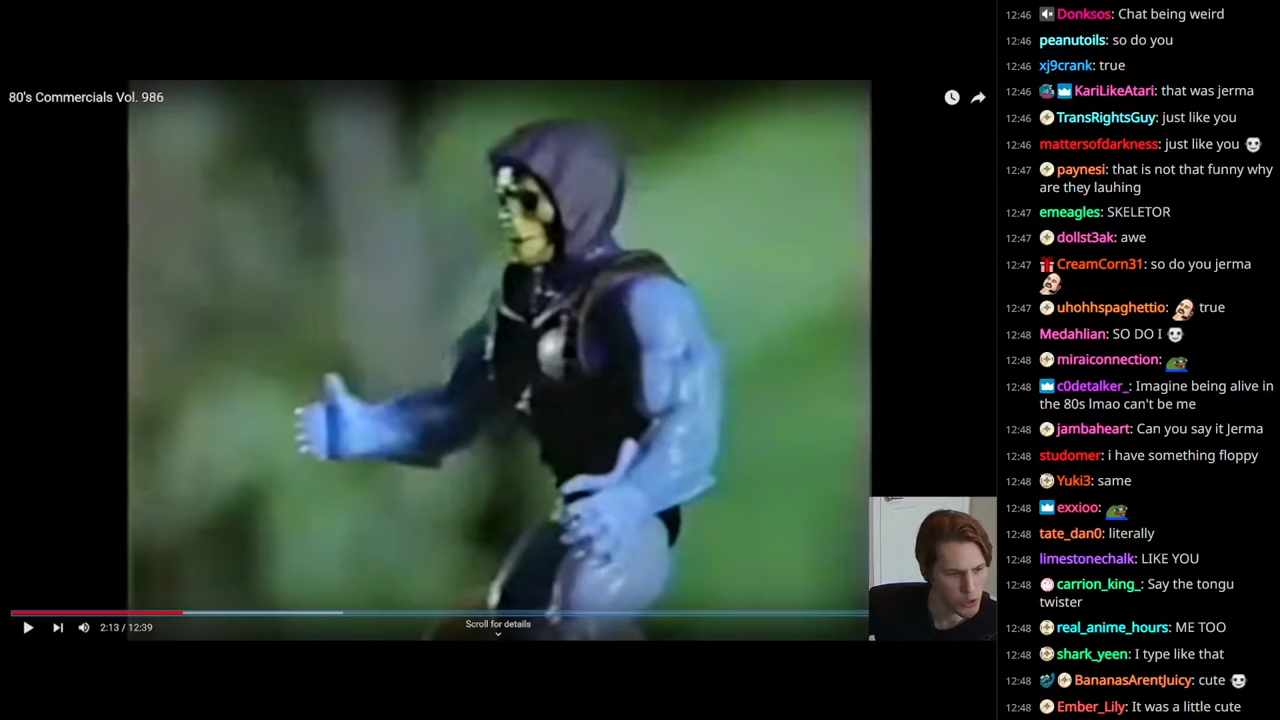 80's Commercials Vol. 986
2:13 / 12:39
Scroll for details
12:46 Donksos: Chat being weird
12:46 peanutoils: so do you
12:46 xj9crank: true
12:46 KariLikeAtari: that was jerma
12:46 TransRightsGuy: just like you
12:46 mattersofdarkness: just like you
12:47 paynesi: that is not that funny why
are they lauhing
12:47 emeagles: SKELETOR
12:47 dollst3ak: awe
12:47 CreamCorn31: so do you jerma
12:47 uhohhspaghettio: true
12:48 Medahlian: SO DO I
12:48 miraiconnection:
12:48 c0detalker_: Imagine being alive in
the 80s lmao can't be me
12:48 jambaheart: Can you say it Jerma
12:48 studomer: i have something floppy
12:48 Yuki3: same
12:48 exxioo:
12:48 tate_dan0: literally
12:48 limestonechalk: LIKE YOU
12:48 carrion_king_: Say the tongu
twister
12:48 real_anime_hours: ME TOO
12:48 shark_yeen: I type like that
12:48 BananasArentJuicy: cute
12:48 Ember_Lily: It was a little cute